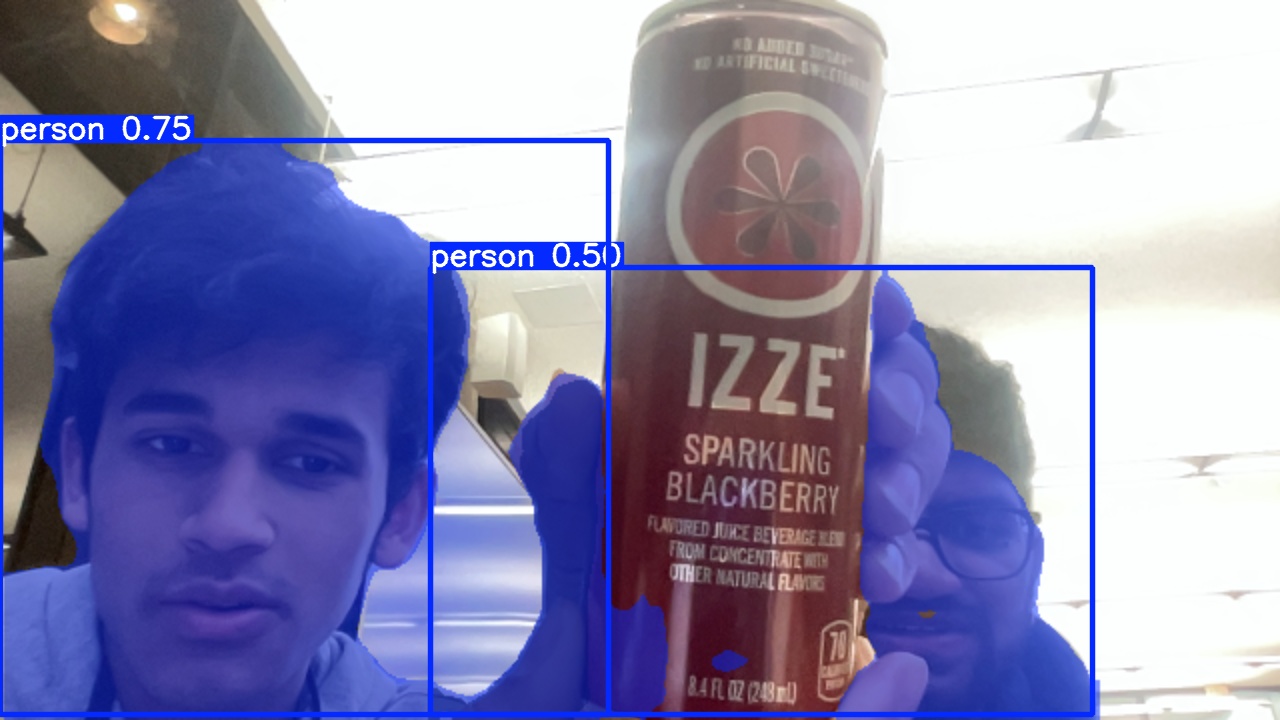 person 0.75
person 0.50
NO ADDED SUGAR*
NO ARTIFICIAL SWEETENERS
IZZE
SPARKLING
BLACKBERRY
FLAVORED JUICE BEVERAGE BLEND
FROM CONCENTRATE WITH
OTHER NATURAL FLAVORS
70
8.4 FL OZ (248 mL)